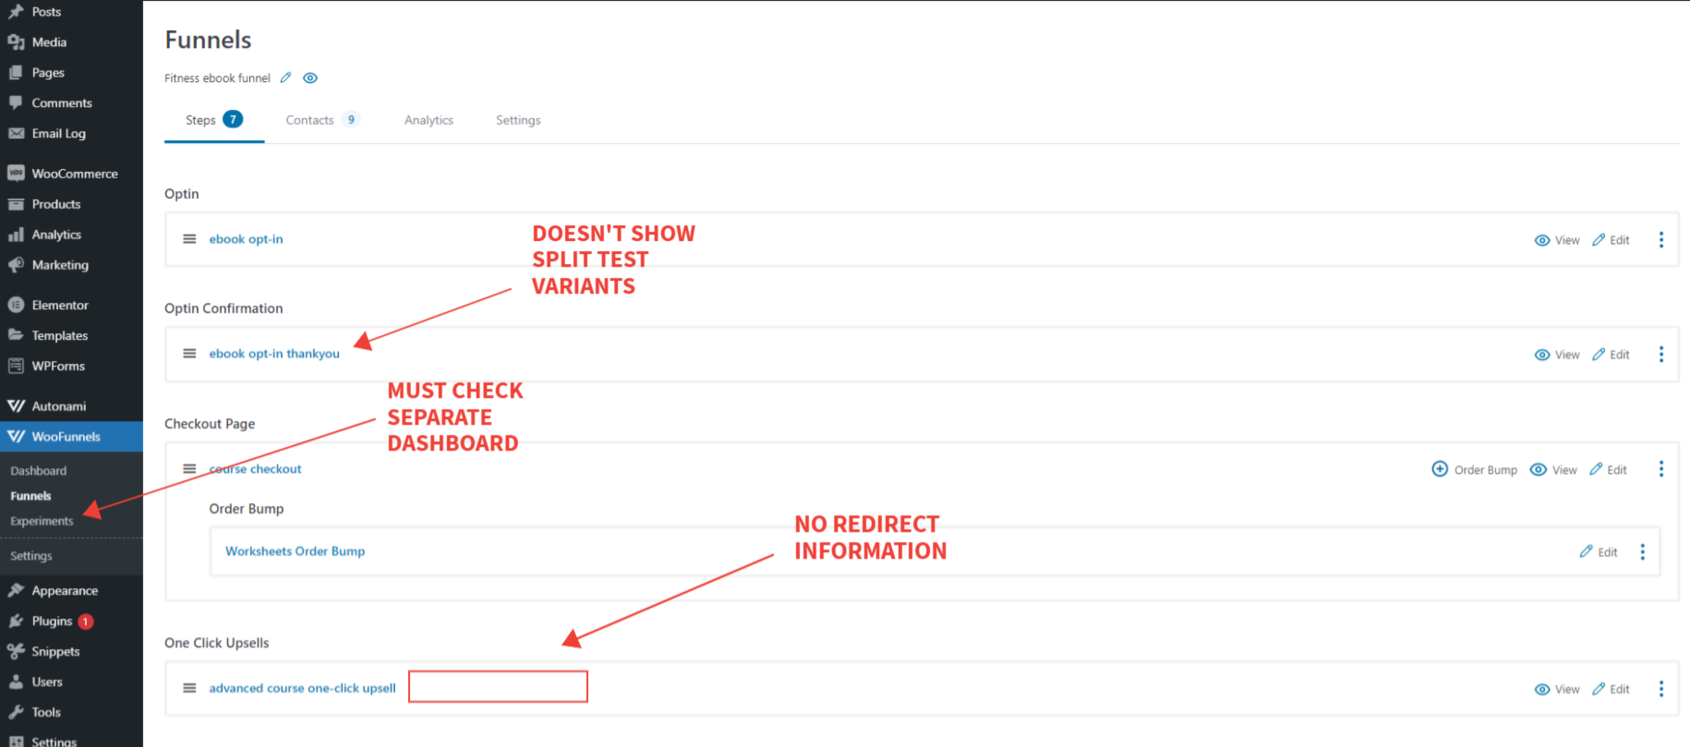 Posts
Media
Pages
Comments
Email Log
WooCommerce
Products
Analytics
Marketing
Elementor
Templates
WPForms
Autonami
WooFunnels
Dashboard
Funnels
Experiments
Settings
Appearance
Plugins 1
Snippets
Users
Tools
Settings
Funnels
Fitness ebook funnel
Steps 7 Contacts 9 Analytics Settings
Optin
ebook opt-in View Edit
DOESN'T SHOW
SPLIT TEST
VARIANTS
Optin Confirmation
ebook opt-in thankyou View Edit
MUST CHECK
SEPARATE
DASHBOARD
Checkout Page
course checkout Order Bump View Edit
Order Bump
Worksheets Order Bump Edit
NO REDIRECT
INFORMATION
One Click Upsells
advanced course one-click upsell View Edit